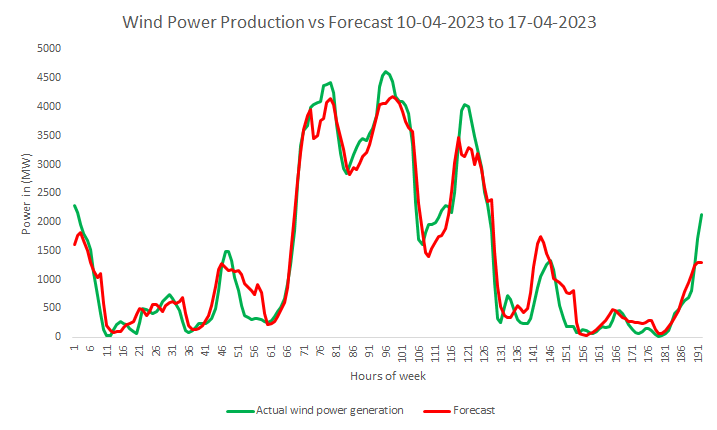 Wind Power Production vs Forecast 10-04-2023 to 17-04-2023
5000
4500
4000
3500
3000
2500
2000
1500
1000
500
0
Power in (MW)
1 6 11 16 21 26 31 36 41 46 51 56 61 66 71 76 81 86 91 96 101 106 111 116 121 126 131 136 141 146 151 156 161 166 171 176 181 186 191
Hours of week
Actual wind power generation Forecast